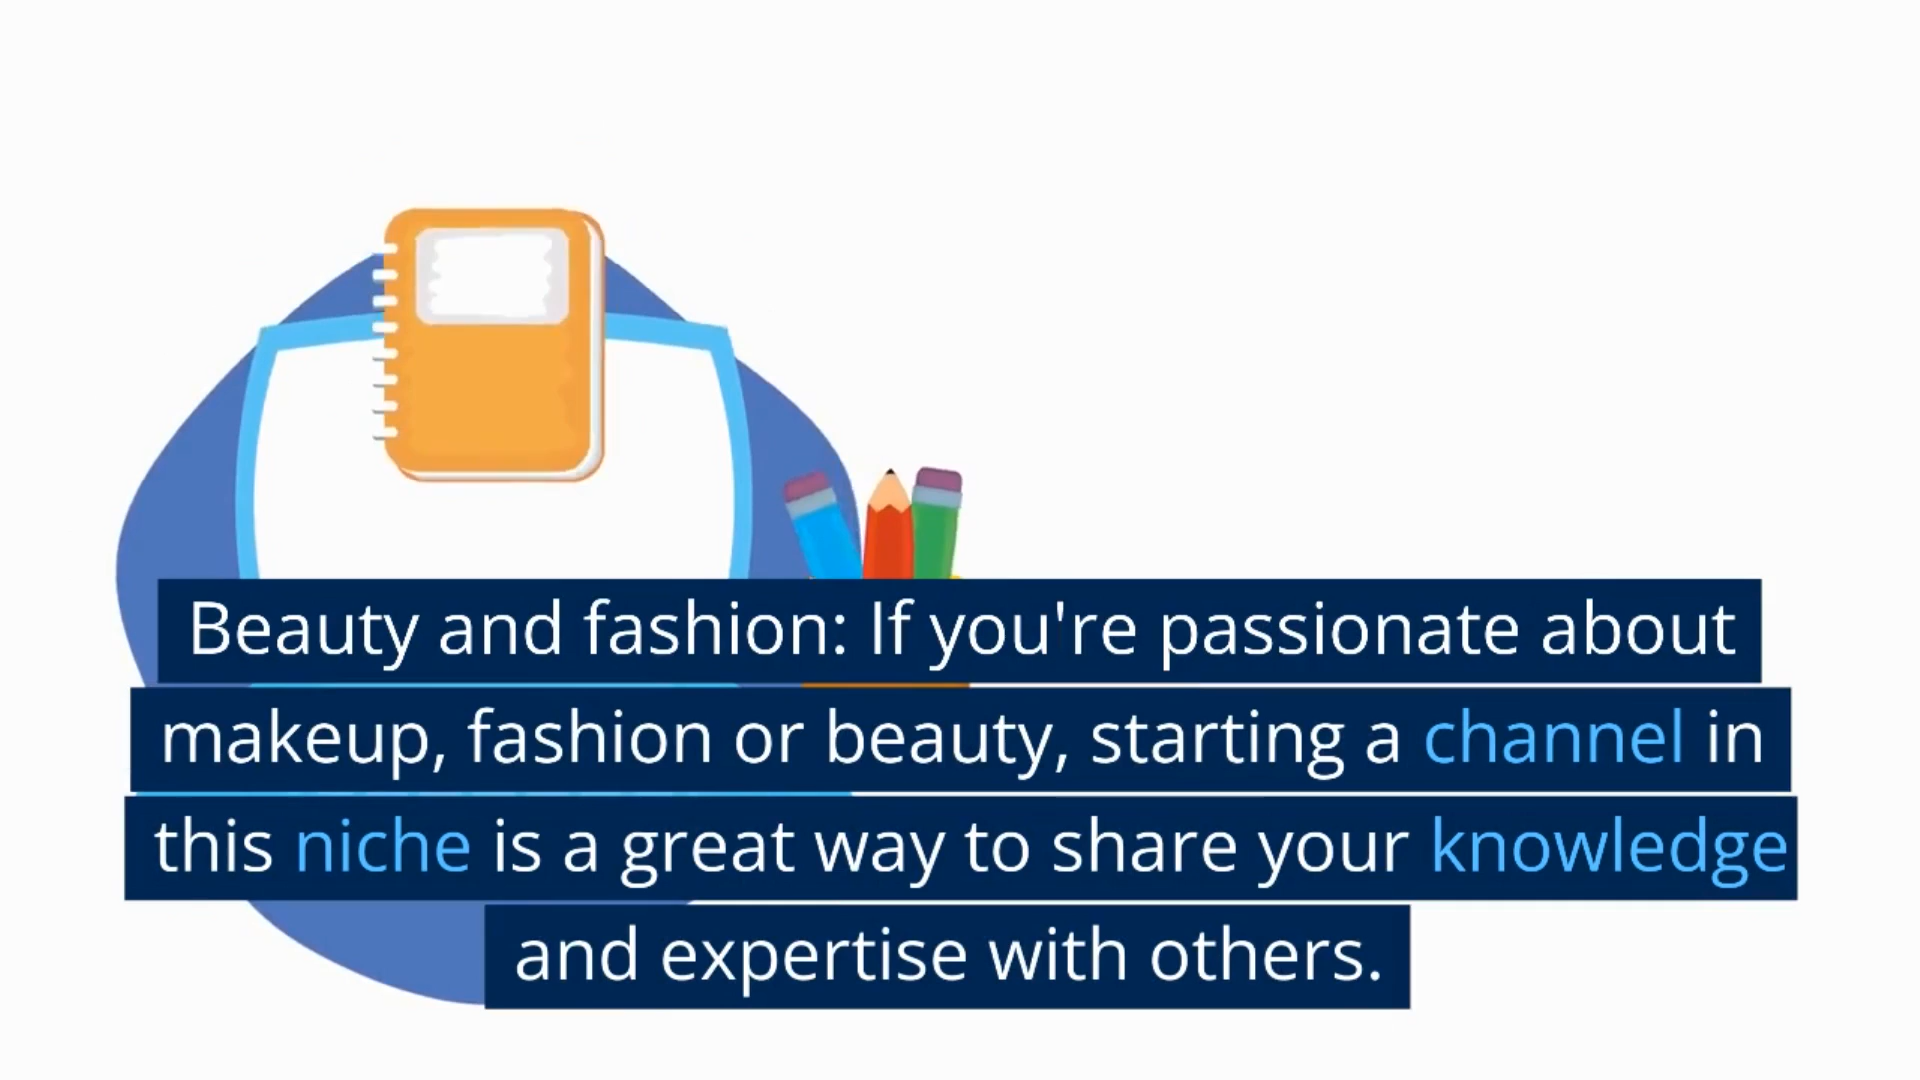 Beauty and fashion: If you're passionate about
makeup, fashion or beauty, starting a channel in
this niche is a great way to share your knowledge
and expertise with others.